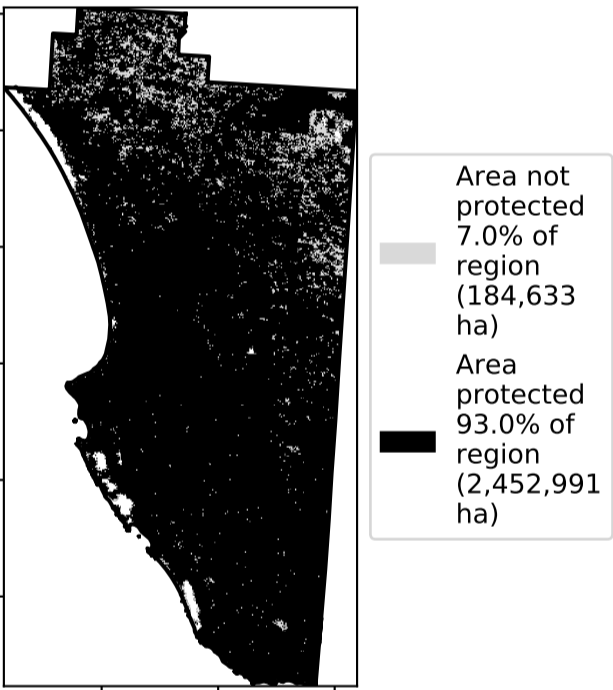 Area not
protected
7.0% of
region
(184,633
ha)
Area
protected
93.0% of
region
(2,452,991
ha)